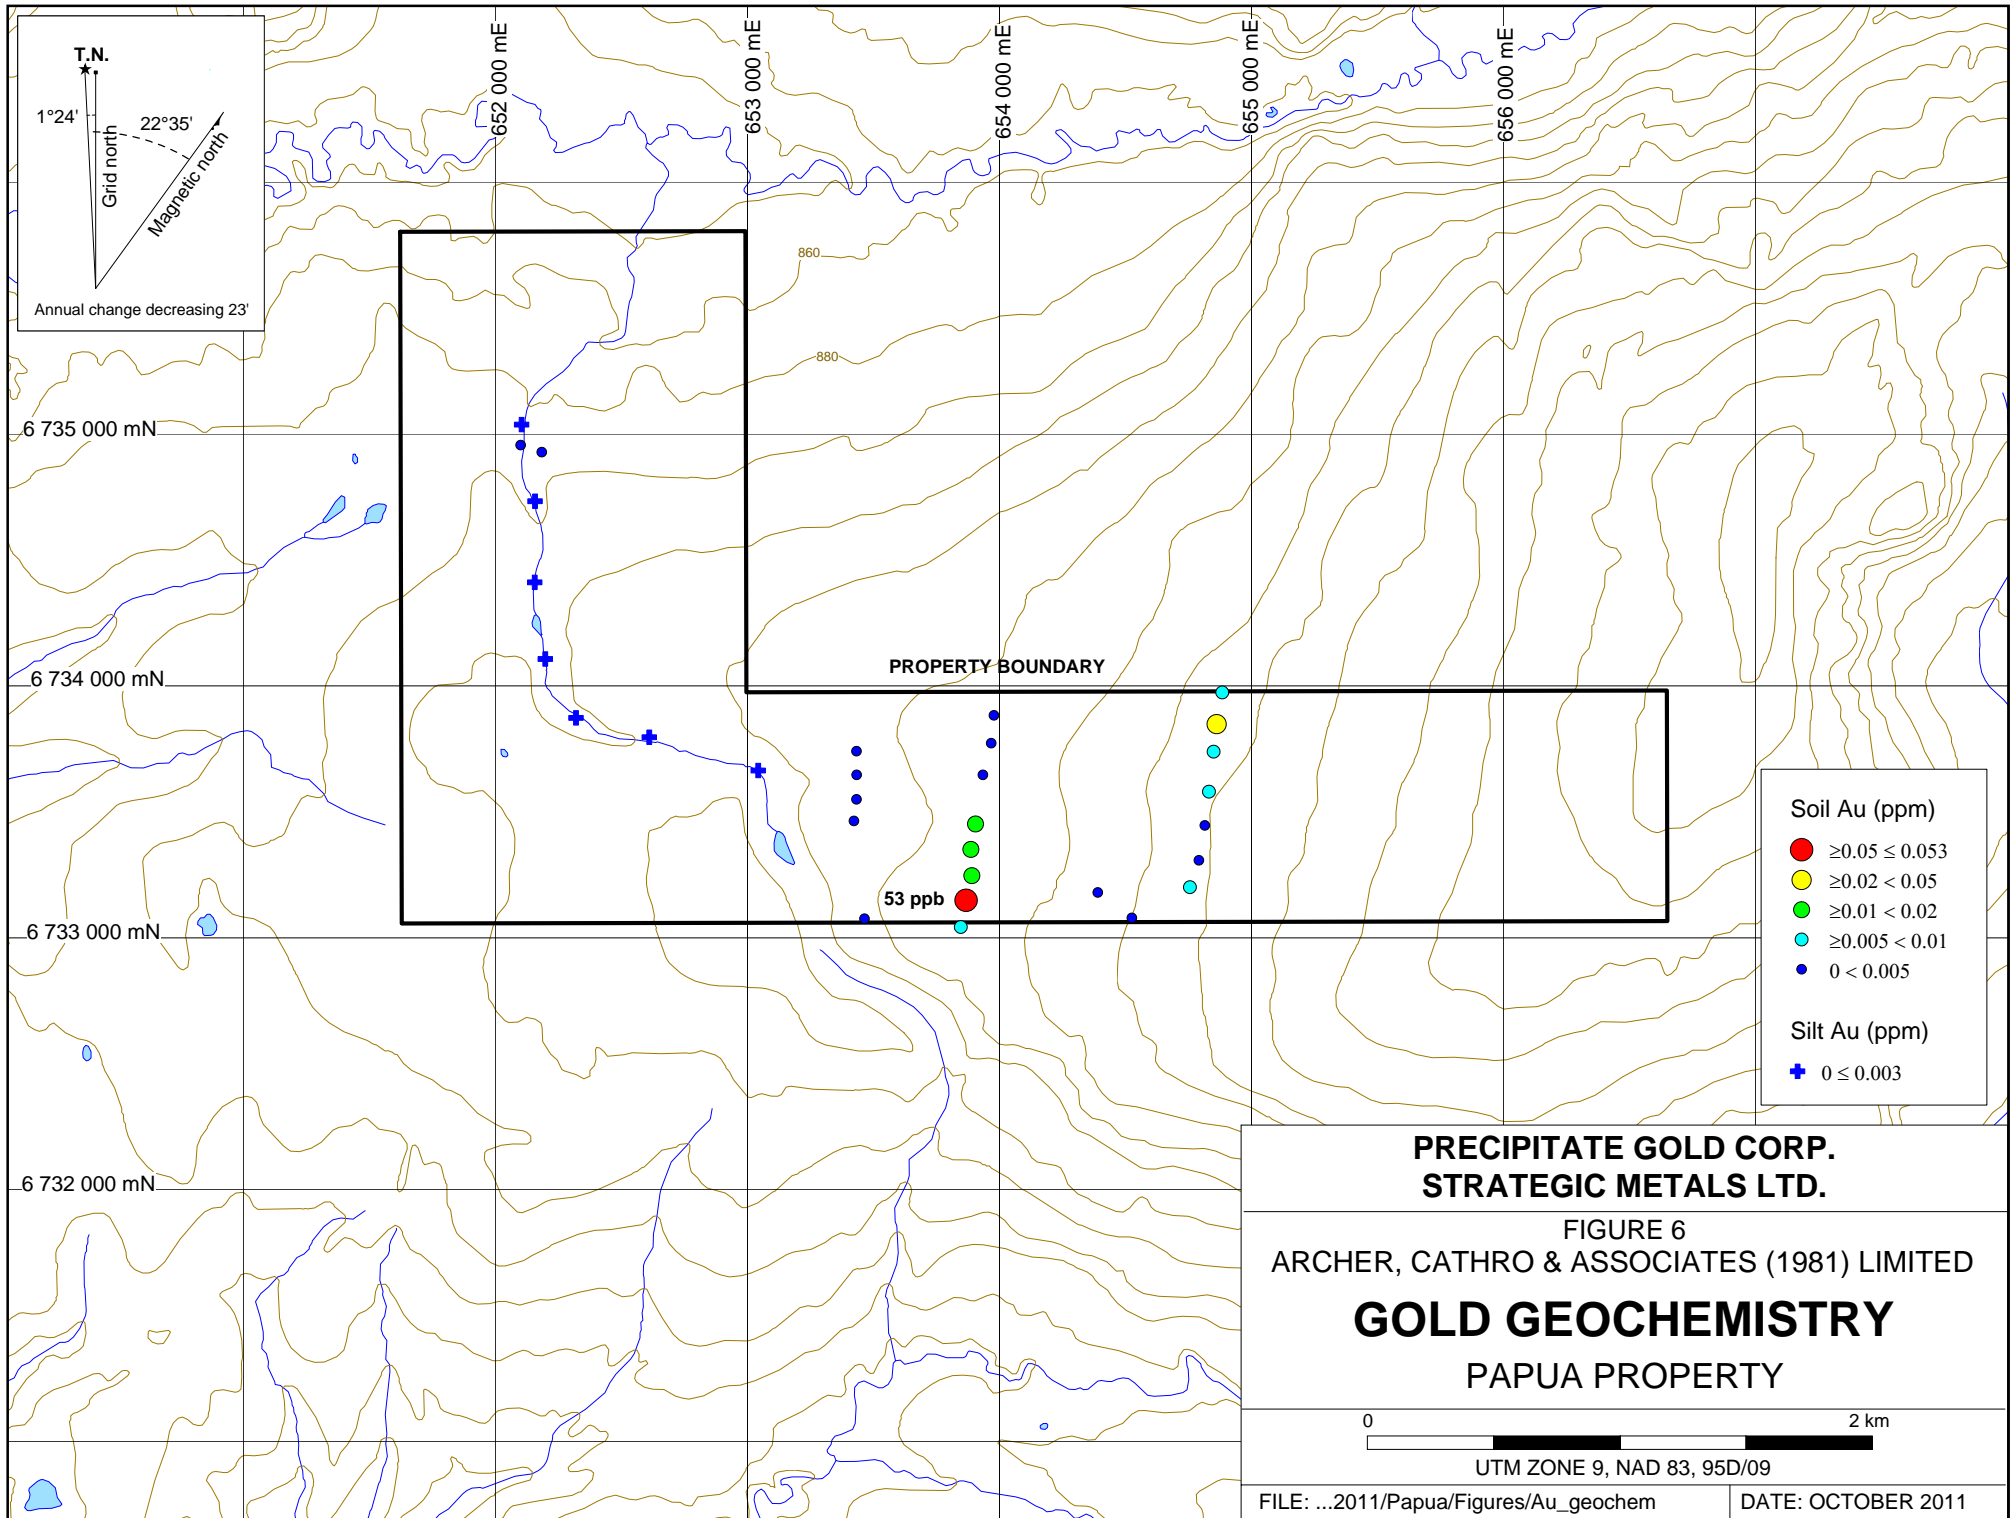 T.N.
1°24'
22°35'
Grid north
Magnetic north
Annual change decreasing 23'
652 000 mE
653 000 mE
654 000 mE
655 000 mE
656 000 mE
860
880
6 735 000 mN
6 734 000 mN
PROPERTY BOUNDARY
53 ppb
6 733 000 mN
6 732 000 mN
Soil Au (ppm)
≥0.05 ≤ 0.053
≥0.02 < 0.05
≥0.01 < 0.02
≥0.005 < 0.01
0 < 0.005
Silt Au (ppm)
0 ≤ 0.003
PRECIPITATE GOLD CORP.
STRATEGIC METALS LTD.
FIGURE 6
ARCHER, CATHRO & ASSOCIATES (1981) LIMITED
GOLD GEOCHEMISTRY
PAPUA PROPERTY
0 2 km
UTM ZONE 9, NAD 83, 95D/09
FILE: ...2011/Papua/Figures/Au_geochem
DATE: OCTOBER 2011